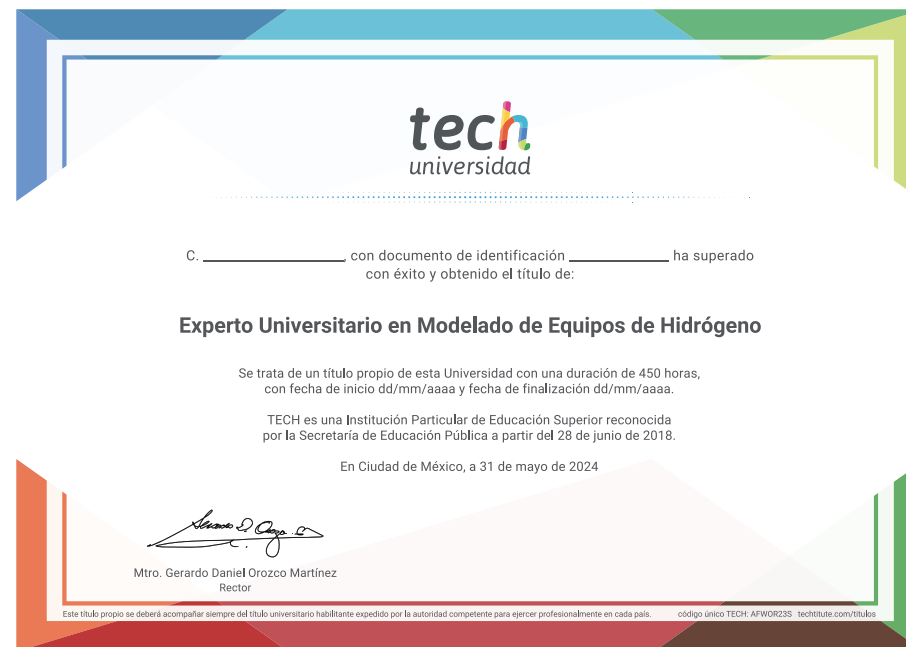 tech
universidad
C. ____________, con documento de identificación ____________ ha superado
con éxito y obtenido el título de:
Experto Universitario en Modelado de Equipos de Hidrógeno
Se trata de un título propio de esta Universidad con una duración de 450 horas,
con fecha de inicio dd/mm/aaaa y fecha de finalización dd/mm/aaaa.
TECH es una Institución Particular de Educación Superior reconocida
por la Secretaría de Educación Pública a partir del 28 de junio de 2018.
En Ciudad de México, a 31 de mayo de 2024
Mtro. Gerardo Daniel Orozco Martínez
Rector
Este título propio se deberá acompañar siempre del título universitario habilitante expedido por la autoridad competente para ejercer profesionalmente en cada país. código único TECH: AFWOR23S techtitute.com/titulos